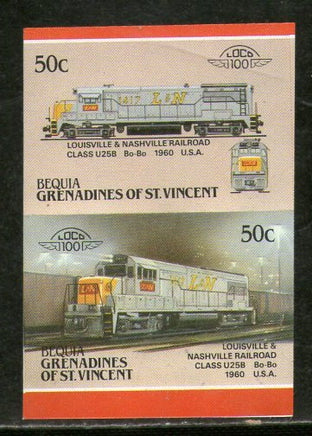 50c
LOCO
100
1417 L&N
L&N
LOUISVILLE & NASHVILLE RAILROAD
CLASS U25B Bo-Bo 1960 U.S.A.
BEQUIA
GRENADINES OF ST. VINCENT
LOCO
100
50c
L&N
L&N
BEQUIA
GRENADINES
OF ST. VINCENT
LOUISVILLE &
NASHVILLE RAILROAD
CLASS U25B Bo-Bo
1960 U.S.A.